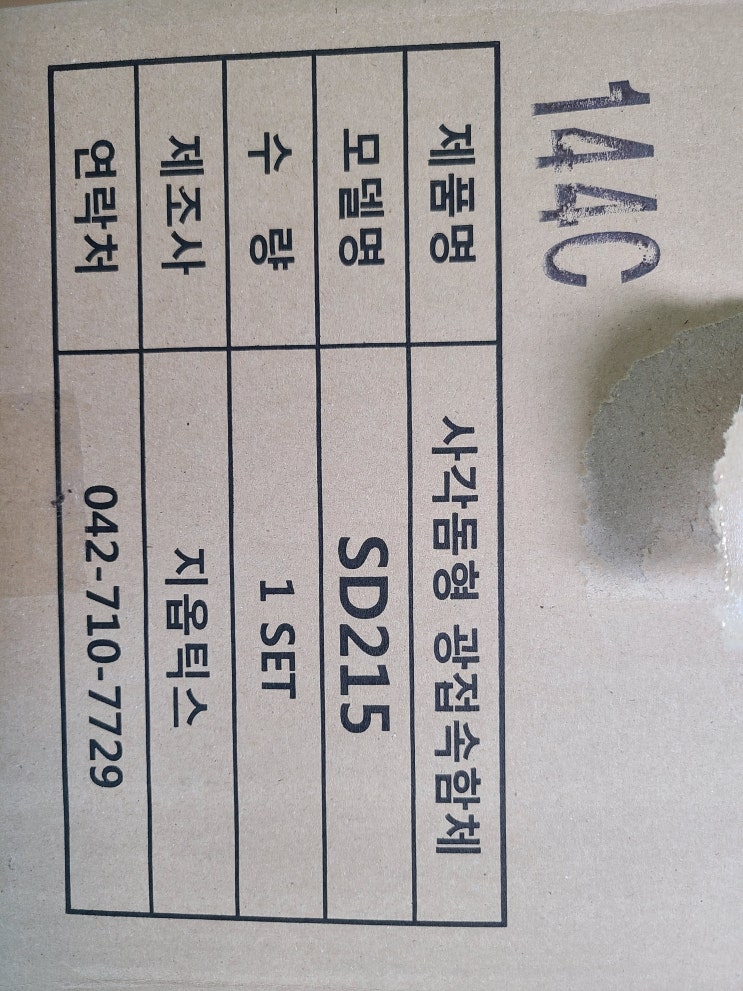 144C
제품명 사각돔형 광접속함체
모델명 SD215
수 량 1 SET
제조사 지옵틱스
연락처 042-710-7729